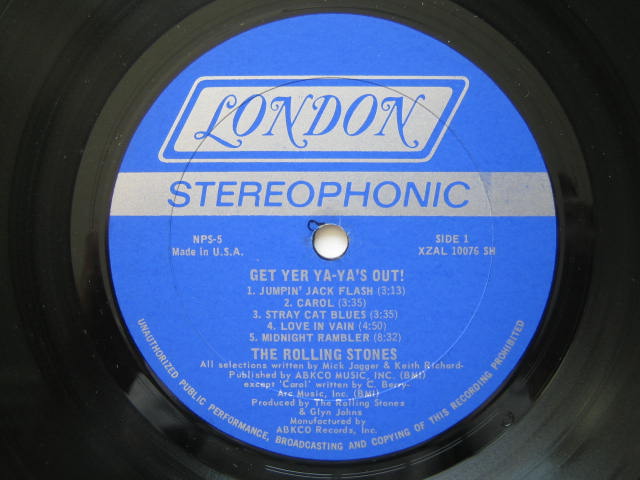 LONDON
STEREOPHONIC
NPS-5
Made in U.S.A.
SIDE 1
XZAL 10076 SH
GET YER YA-YA'S OUT!
1. JUMPIN' JACK FLASH (3:13)
2. CAROL (3:35)
3. STRAY CAT BLUES (3:35)
4. LOVE IN VAIN (4:50)
5. MIDNIGHT RAMBLER (8:32)
THE ROLLING STONES
All selections written by Mick Jagger & Keith Richard-
Published by ABKCO MUSIC, INC. (BMI)
except 'Carol' written by C. Berry-
Arc Music, Inc. (BMI)
Produced by The Rolling Stones
& Glyn Johns
Manufactured by
ABKCO Records, Inc.
UNAUTHORIZED PUBLIC PERFORMANCE, BROADCASTING AND COPYING OF THIS RECORDING PROHIBITED